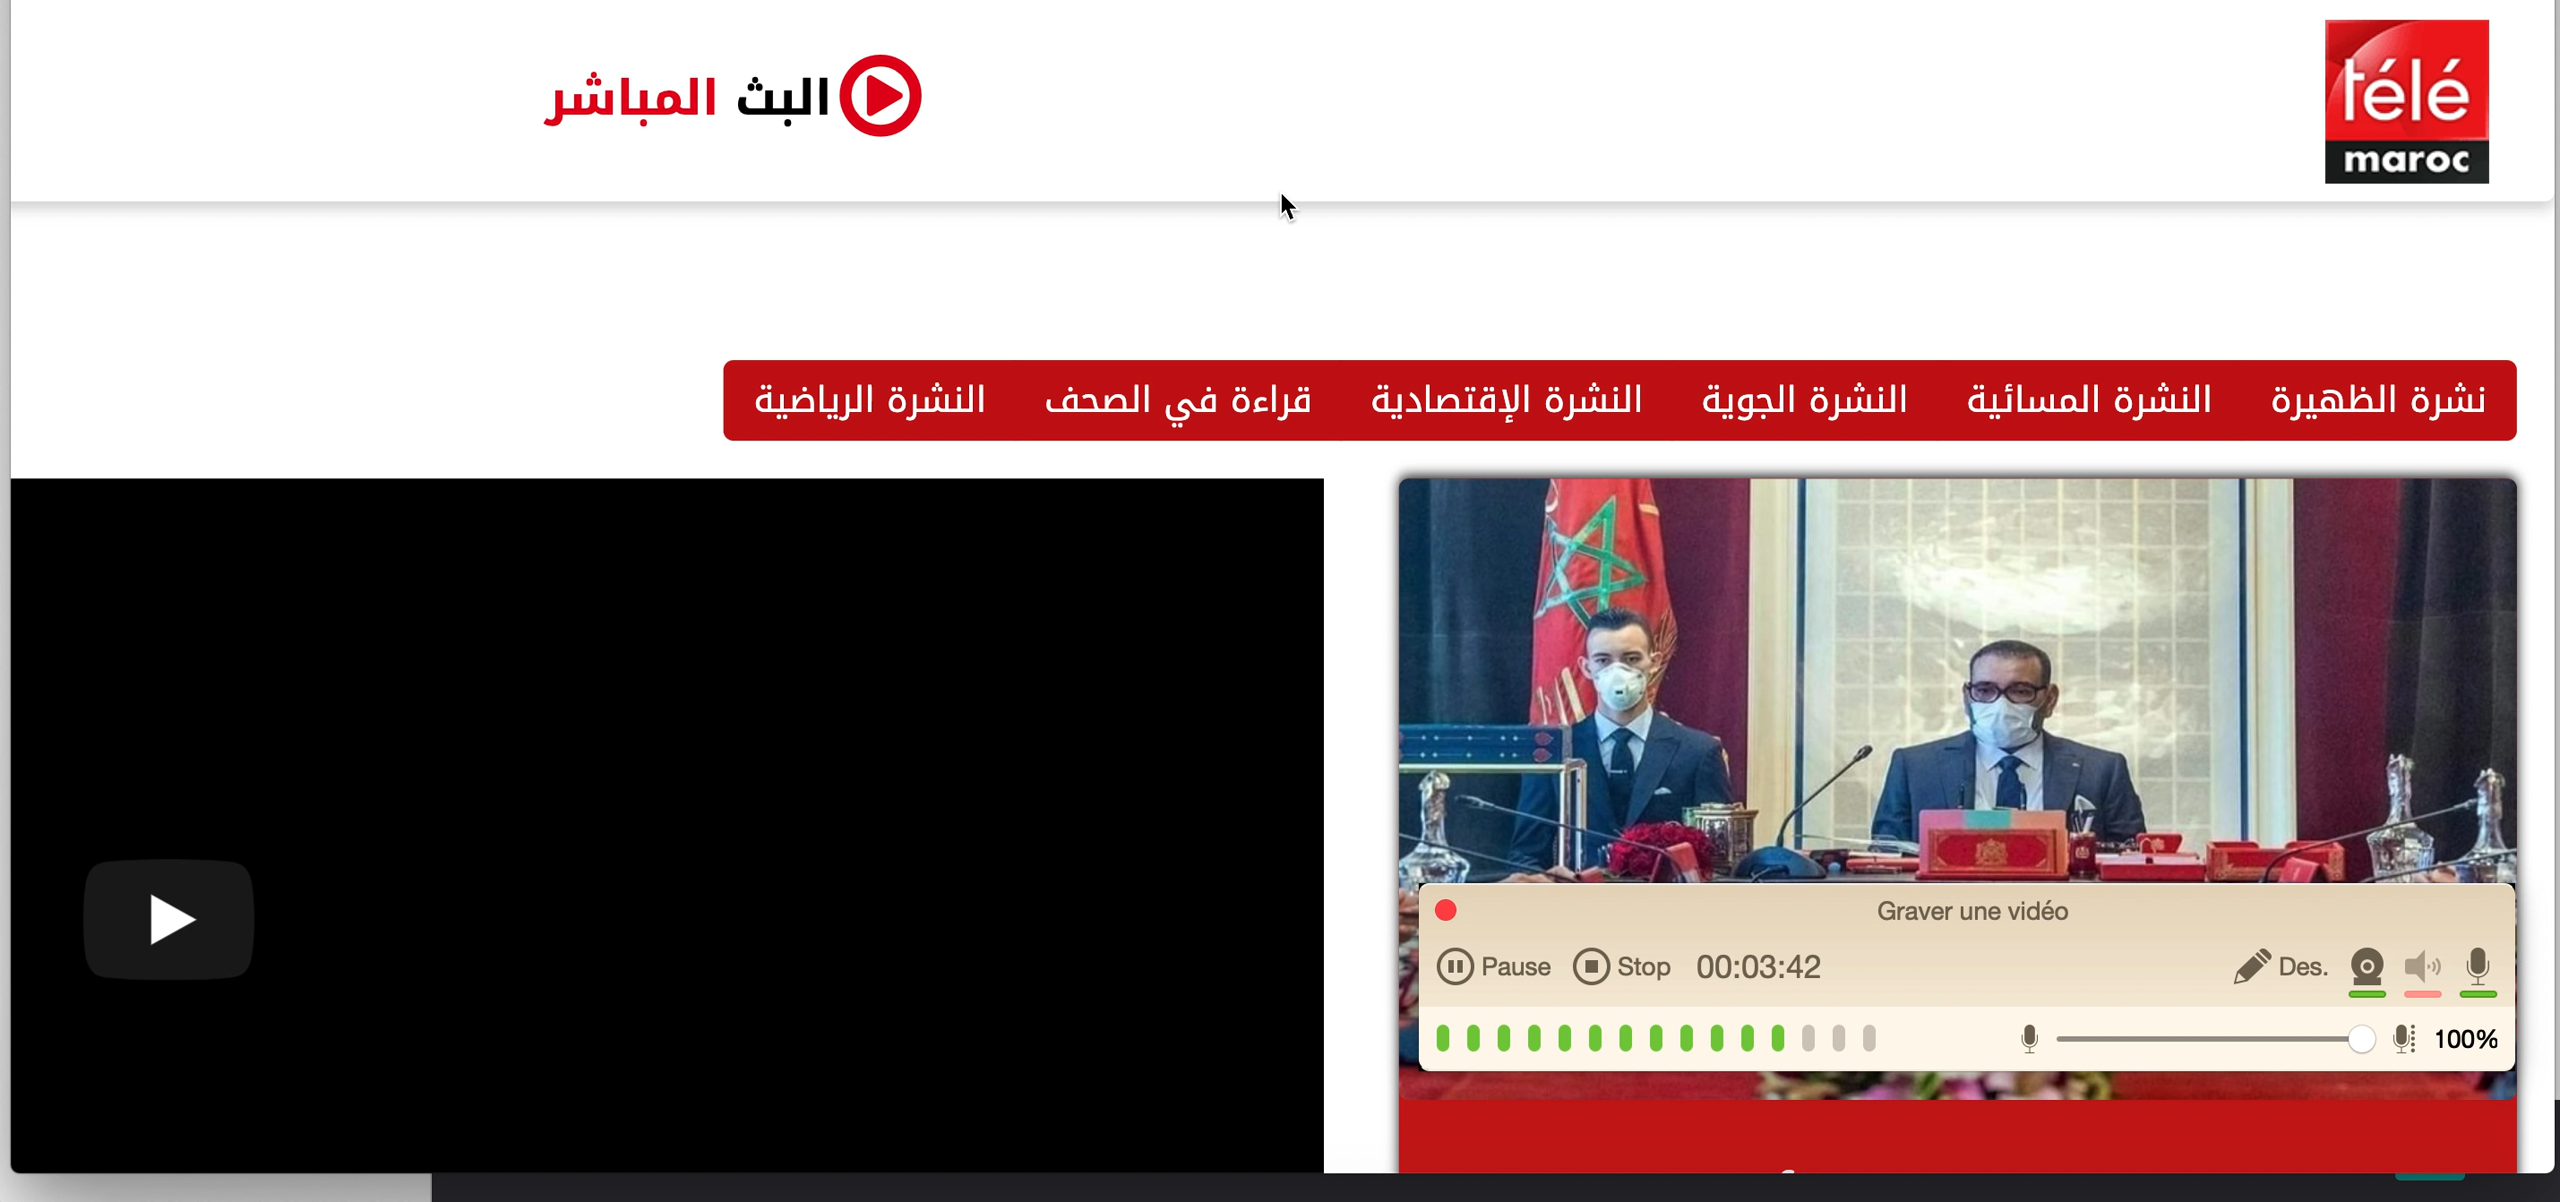 télé
maroc
البث المباشر
نشرة الظهيرة النشرة المسائية النشرة الجوية النشرة الإقتصادية قراءة في الصحف النشرة الرياضية
Graver une vidéo
Pause Stop 00:03:42 Des.
100%